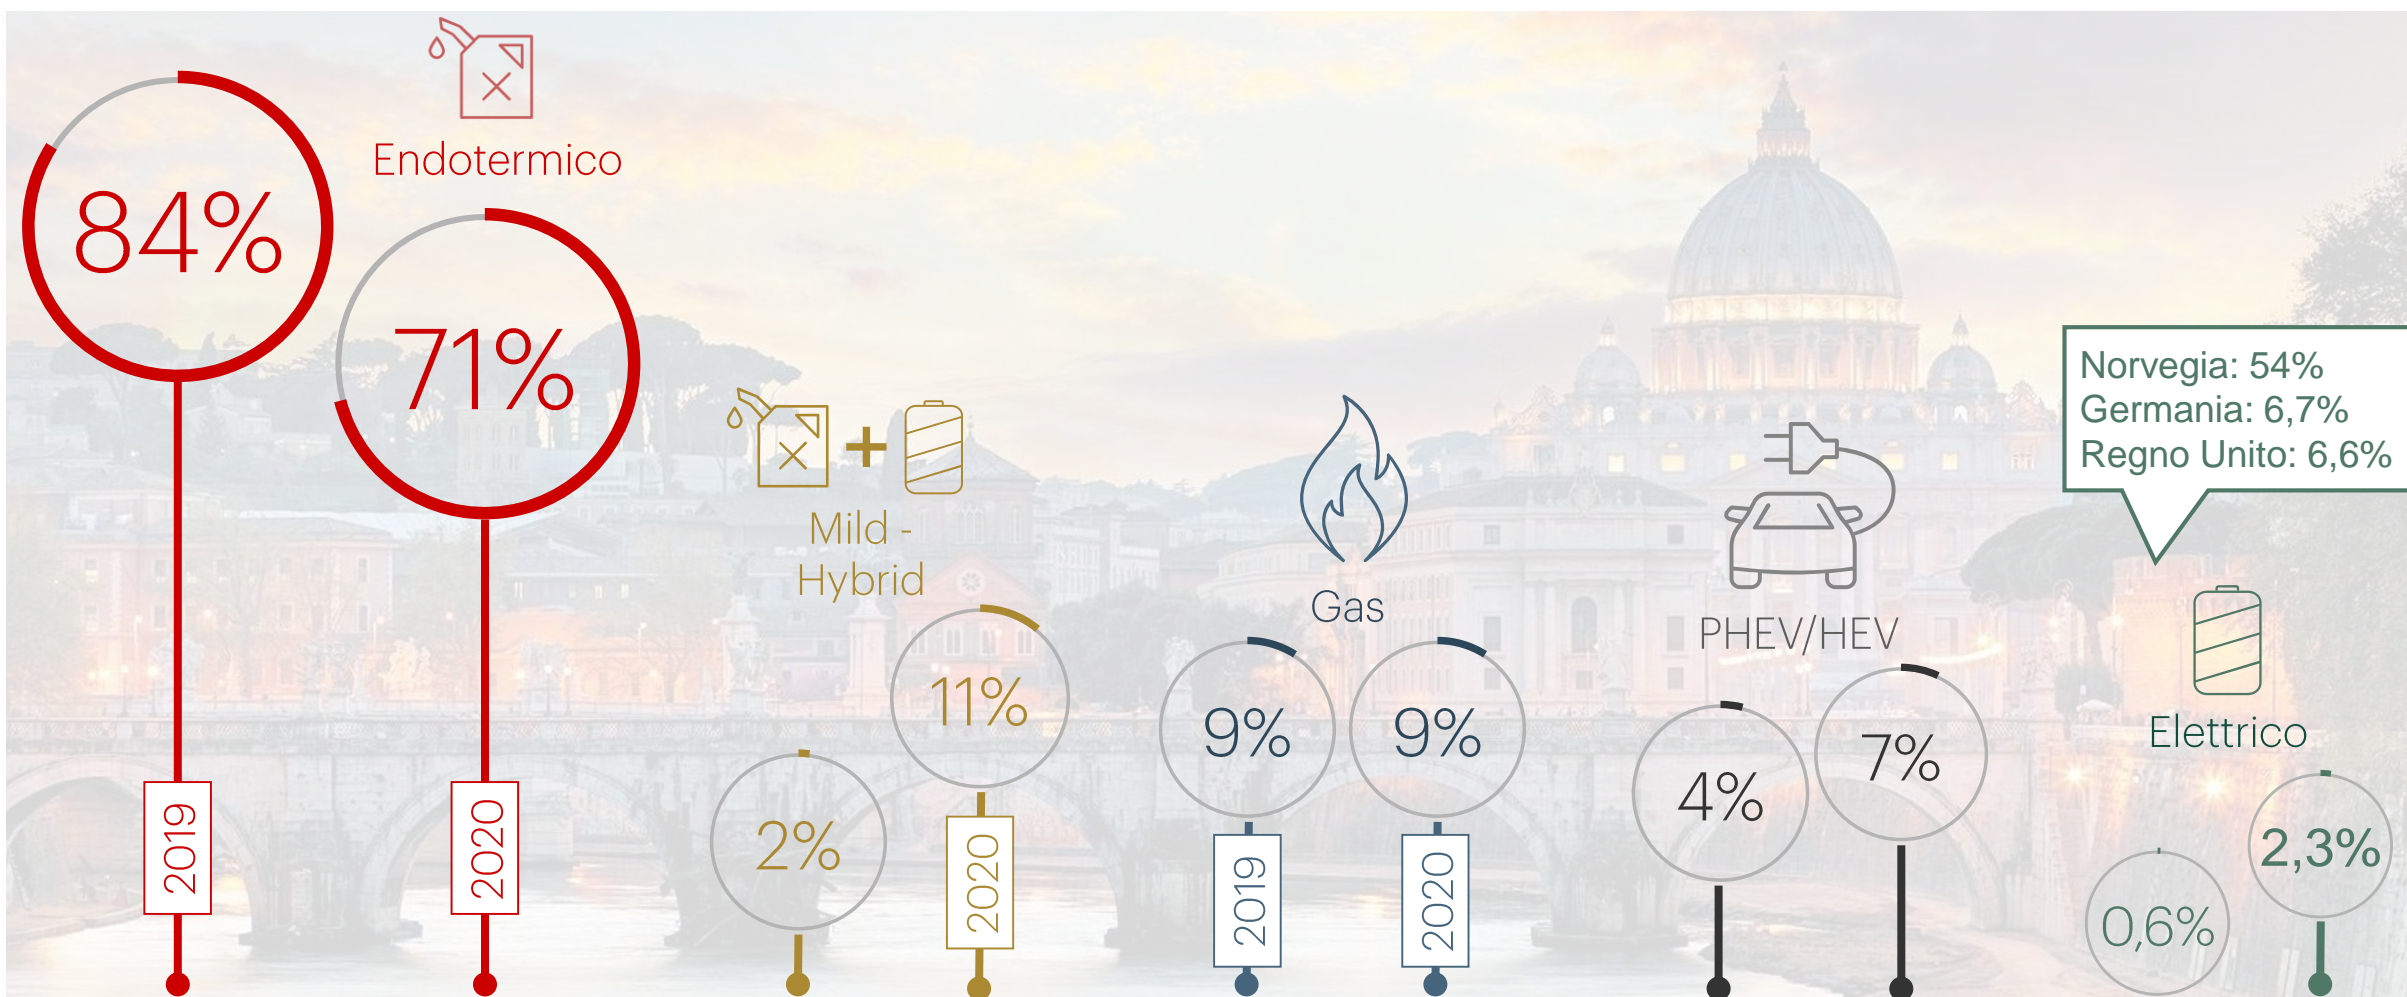 Endotermico
84%
71%
2019
2020
Mild -
Hybrid
2%
11%
2020
Gas
9%
9%
2019
2020
PHEV/HEV
4%
7%
Norvegia: 54%
Germania: 6,7%
Regno Unito: 6,6%
Elettrico
0,6%
2,3%